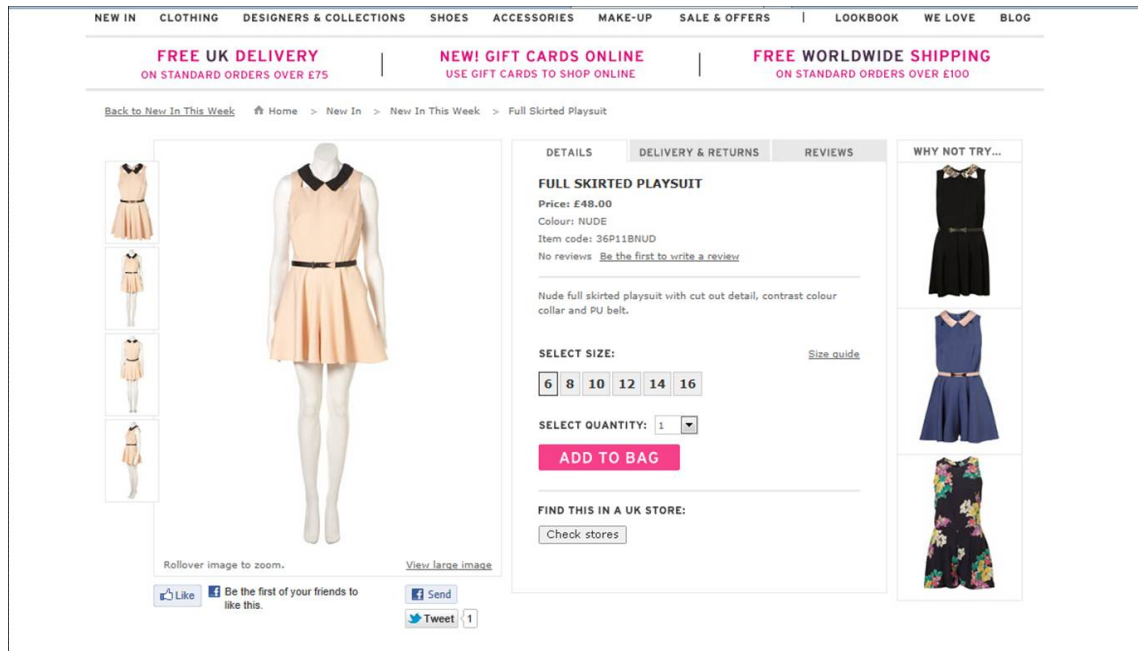 NEW IN CLOTHING DESIGNERS & COLLECTIONS SHOES ACCESSORIES MAKE-UP SALE & OFFERS | LOOKBOOK WE LOVE BLOG
FREE UK DELIVERY
ON STANDARD ORDERS OVER £75
NEW! GIFT CARDS ONLINE
USE GIFT CARDS TO SHOP ONLINE
FREE WORLDWIDE SHIPPING
ON STANDARD ORDERS OVER £100
Back to New In This Week Home > New In > New In This Week > Full Skirted Playsuit
Rollover image to zoom. View large image
Like Be the first of your friends to
like this.
Send
Tweet 1
DETAILS DELIVERY & RETURNS REVIEWS
FULL SKIRTED PLAYSUIT
Price: £48.00
Colour: NUDE
Item code: 36P11BNUD
No reviews Be the first to write a review
Nude full skirted playsuit with cut out detail, contrast colour
collar and PU belt.
SELECT SIZE: Size guide
6 8 10 12 14 16
SELECT QUANTITY: 1
ADD TO BAG
FIND THIS IN A UK STORE:
Check stores
WHY NOT TRY...